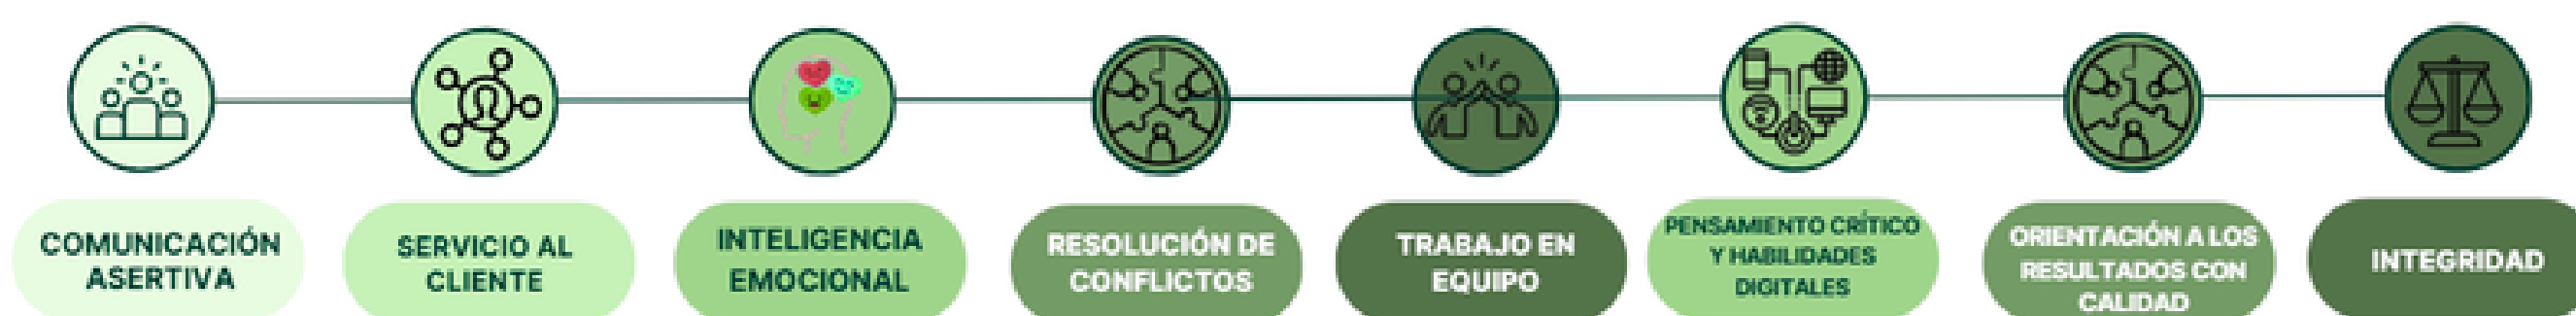 COMUNICACIÓN
ASERTIVA
SERVICIO AL
CLIENTE
INTELIGENCIA
EMOCIONAL
RESOLUCIÓN DE
CONFLICTOS
TRABAJO EN
EQUIPO
PENSAMIENTO CRÍTICO
Y HABILIDADES
DIGITALES
ORIENTACIÓN A LOS
RESULTADOS CON
CALIDAD
INTEGRIDAD